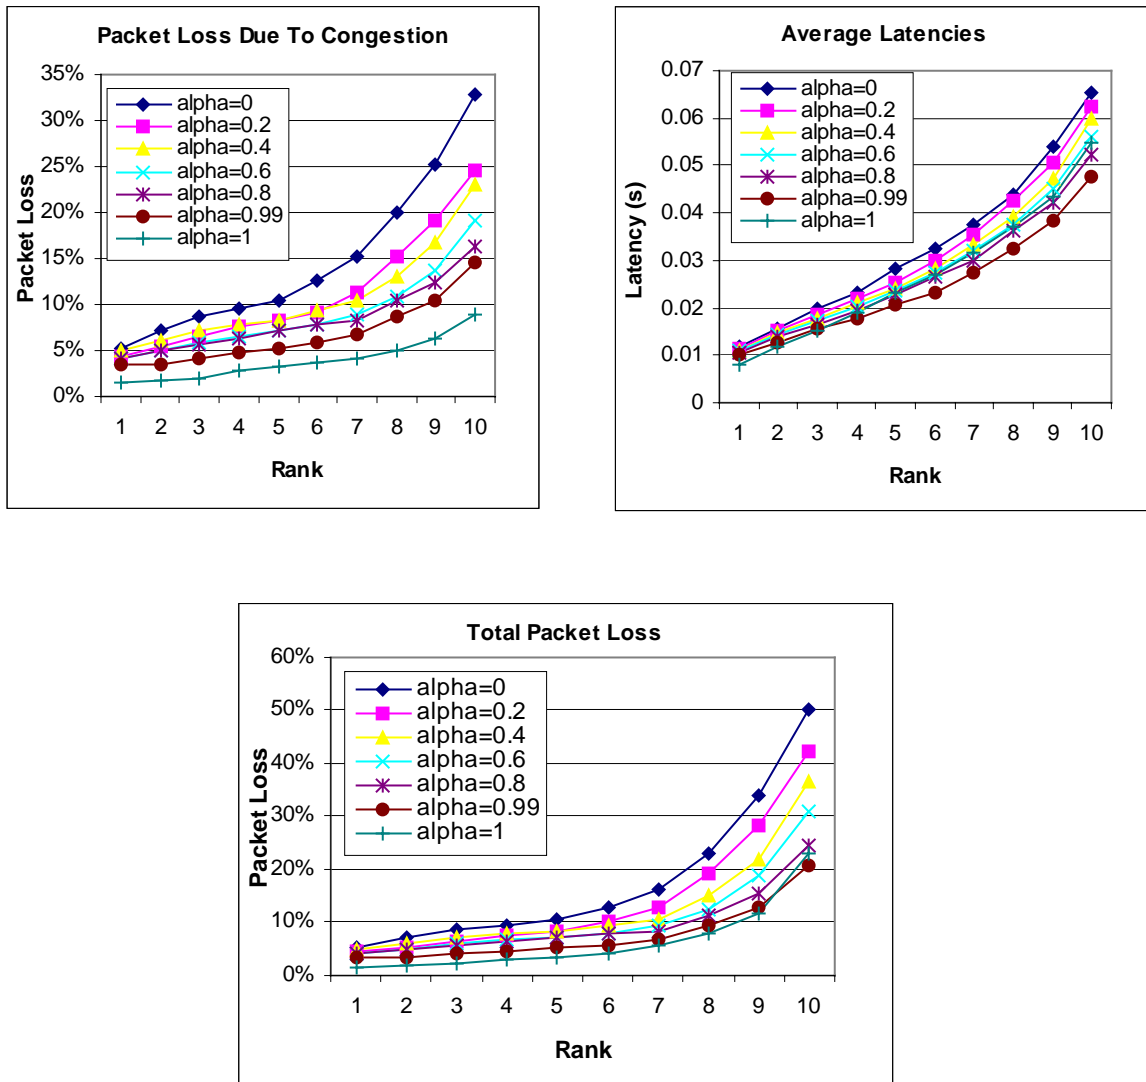 Packet Loss Due To Congestion
35%
30%
25%
20%
15%
10%
5%
0%
Packet Loss
alpha=0
alpha=0.2
alpha=0.4
alpha=0.6
alpha=0.8
alpha=0.99
alpha=1
1 2 3 4 5 6 7 8 9 10
Rank
Average Latencies
0.07
0.06
0.05
0.04
0.03
0.02
0.01
0
Latency (s)
alpha=0
alpha=0.2
alpha=0.4
alpha=0.6
alpha=0.8
alpha=0.99
alpha=1
1 2 3 4 5 6 7 8 9 10
Rank
Total Packet Loss
60%
50%
40%
30%
20%
10%
0%
Packet Loss
alpha=0
alpha=0.2
alpha=0.4
alpha=0.6
alpha=0.8
alpha=0.99
alpha=1
1 2 3 4 5 6 7 8 9 10
Rank